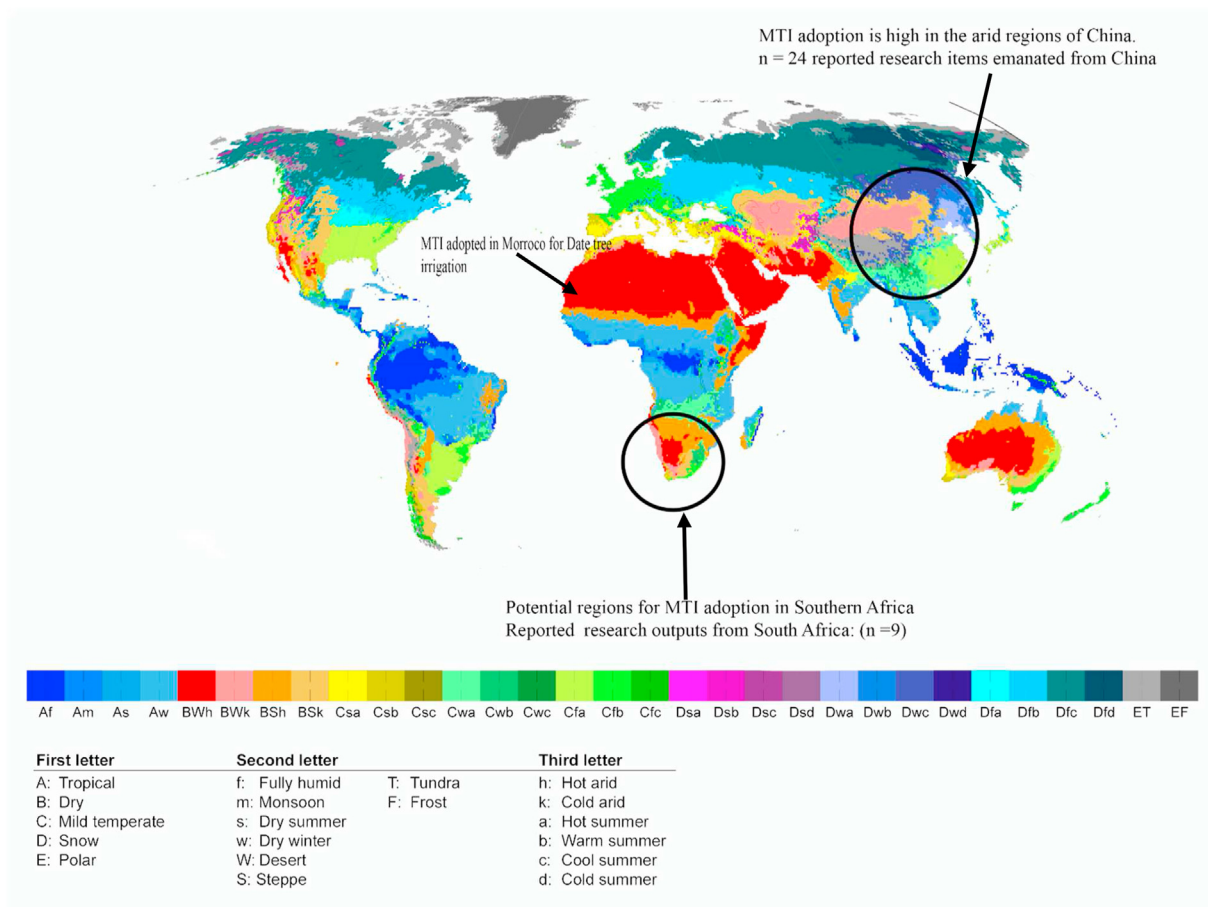 MTI adoption is high in the arid regions of China.
n = 24 reported research items emanated from China
MTI adopted in Morroco for Date tree
irrigation
Potential regions for MTI adoption in Southern Africa
Reported research outputs from South Africa: (n =9)
Af Am As Aw BWh BWk BSh BSk Csa Csb Csc Cwa Cwb Cwc Cfa Cfb Cfc Dsa Dsb Dsc Dsd Dwa Dwb Dwc Dwd Dfa Dfb Dfc Dfd ET EF
First letter Second letter Third letter
A: Tropical f: Fully humid T: Tundra h: Hot arid
B: Dry m: Monsoon F: Frost k: Cold arid
C: Mild temperate s: Dry summer a: Hot summer
D: Snow w: Dry winter b: Warm summer
E: Polar W: Desert c: Cool summer
S: Steppe d: Cold summer